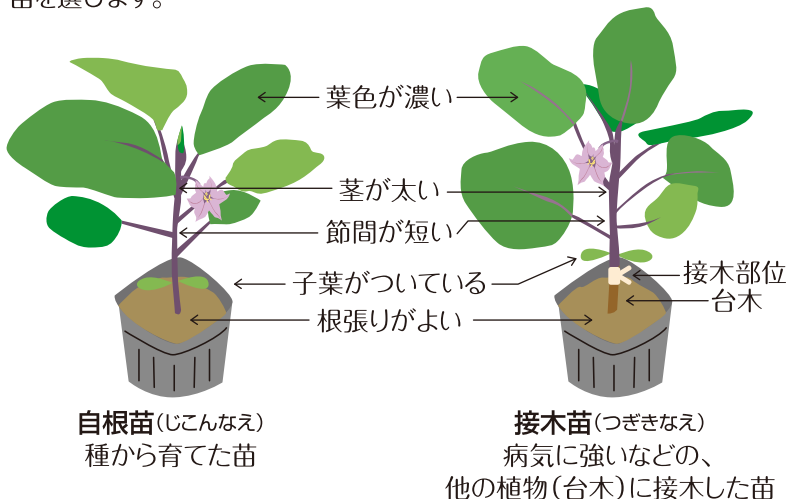 苗を選びます。
葉色が濃い
茎が太い
節間が短い
子葉がついている
接木部位
台木
根張りがよい
自根苗(じこんなえ)
種から育てた苗
接木苗(つぎきなえ)
病気に強いなどの、
他の植物(台木)に接木した苗